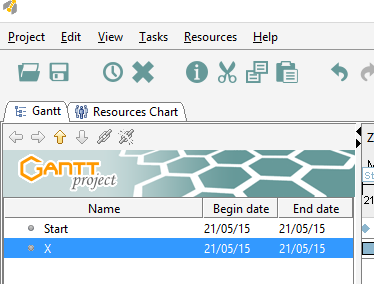 Project Edit View Tasks Resources Help
Gantt Resources Chart
GANTT
project
Name Begin date End date
Start 21/05/15 21/05/15
X 21/05/15 21/05/15